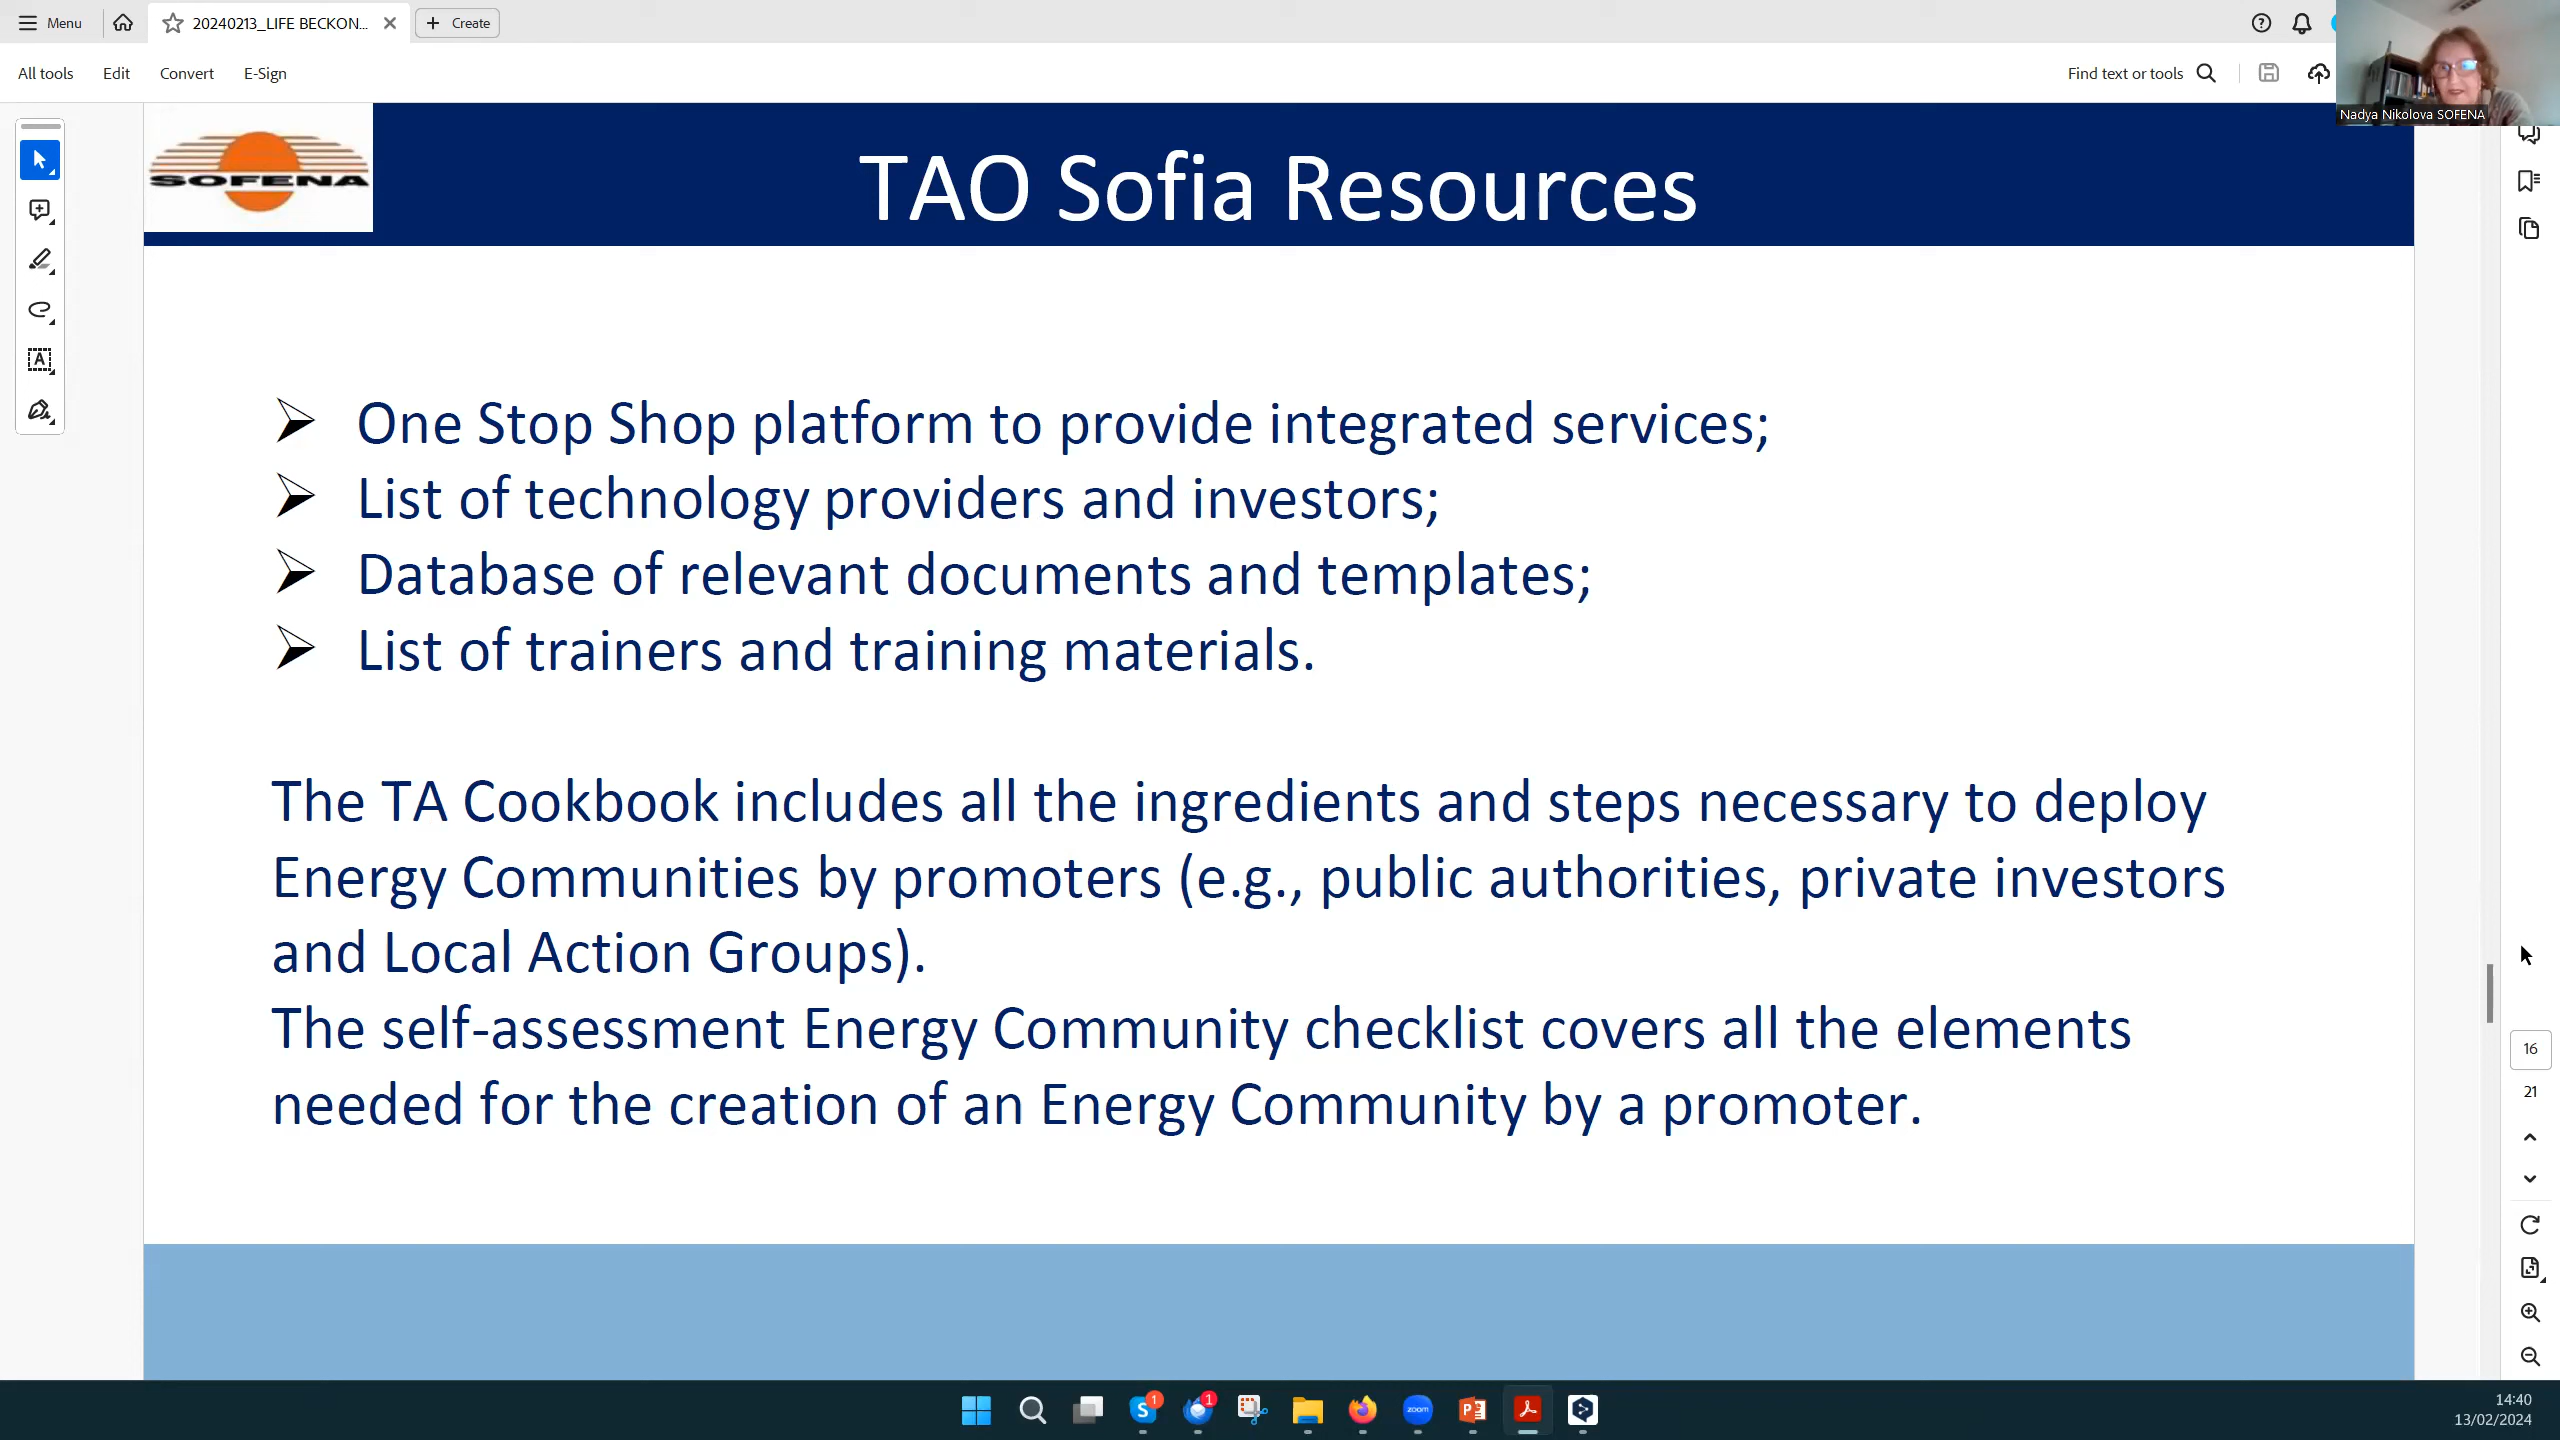 Menu
20240213_LIFE BECKON...
Create
All tools
Edit
Convert
E-Sign
Find text or tools
Nadya Nikolova SOFENA
SOFENA
TAO Sofia Resources
One Stop Shop platform to provide integrated services;
List of technology providers and investors;
Database of relevant documents and templates;
List of trainers and training materials.
The TA Cookbook includes all the ingredients and steps necessary to deploy
Energy Communities by promoters (e.g., public authorities, private investors
and Local Action Groups).
The self-assessment Energy Community checklist covers all the elements
needed for the creation of an Energy Community by a promoter.
16
21
S
1
1
zoom
P
14:40
13/02/2024